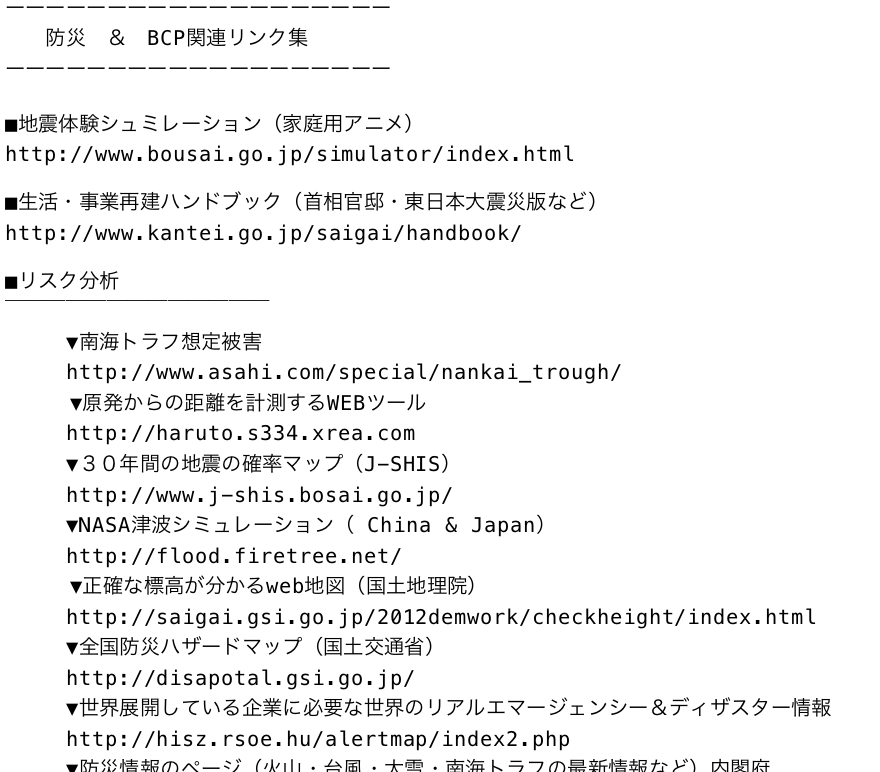 ーーーーーーーーーーーーーーーーーーー
防災　＆　BCP関連リンク集
ーーーーーーーーーーーーーーーーーーー
■地震体験シュミレーション（家庭用アニメ）
http://www.bousai.go.jp/simulator/index.html
■生活・事業再建ハンドブック（首相官邸・東日本大震災版など）
http://www.kantei.go.jp/saigai/handbook/
■リスク分析
▼南海トラフ想定被害
http://www.asahi.com/special/nankai_trough/
▼原発からの距離を計測するWEBツール
http://haruto.s334.xrea.com
▼３０年間の地震の確率マップ（J−SHIS）
http://www.j-shis.bosai.go.jp/
▼NASA津波シミュレーション（ China & Japan）
http://flood.firetree.net/
▼正確な標高が分かるweb地図（国土地理院）
http://saigai.gsi.go.jp/2012demwork/checkheight/index.html
▼全国防災ハザードマップ（国土交通省）
http://disapotal.gsi.go.jp/
▼世界展開している企業に必要な世界のリアルエマージェンシー＆ディザスター情報
http://hisz.rsoe.hu/alertmap/index2.php
▼防災情報のページ（火山・台風・大雪・南海トラフの最新情報など）内閣府